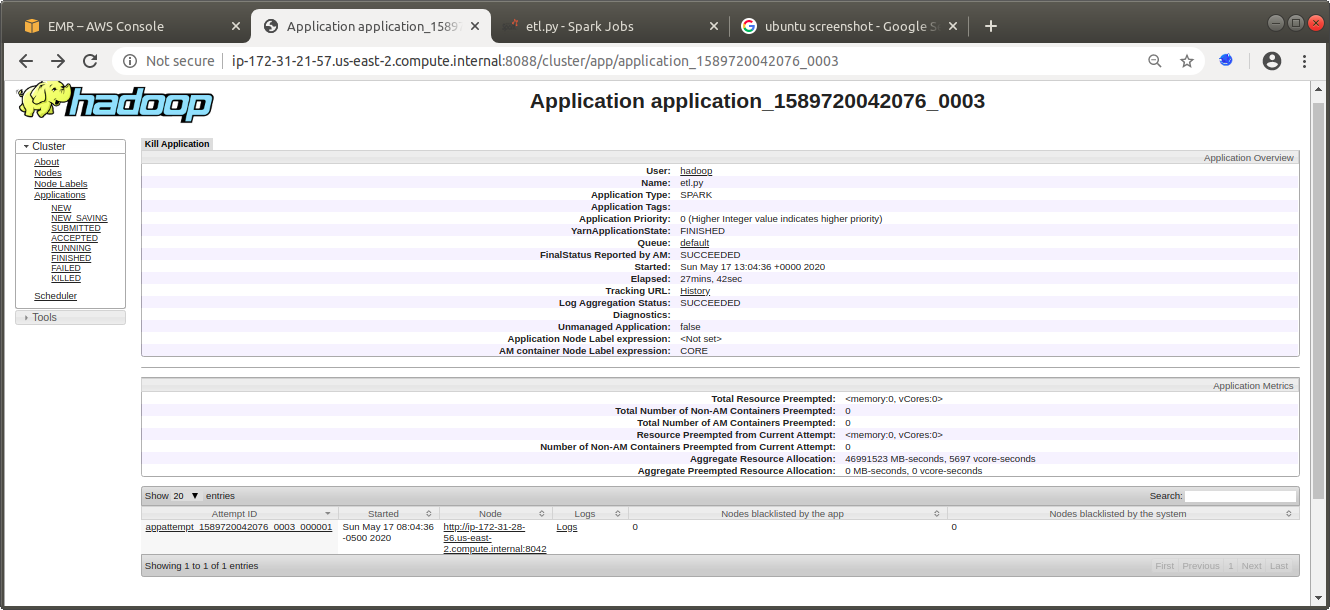 EMR – AWS Console
Application application_1589
etl.py - Spark Jobs
ubuntu screenshot - Google S
Not secure
ip-172-31-21-57.us-east-2.compute.internal:8088/cluster/app/application_1589720042076_0003
hadoop
Application application_1589720042076_0003
Cluster
About
Nodes
Node Labels
Applications
NEW
NEW_SAVING
SUBMITTED
ACCEPTED
RUNNING
FINISHED
FAILED
KILLED
Scheduler
Tools
Kill Application
Application Overview
User: hadoop
Name: etl.py
Application Type: SPARK
Application Tags:
Application Priority: 0 (Higher Integer value indicates higher priority)
YarnApplicationState: FINISHED
Queue: default
FinalStatus Reported by AM: SUCCEEDED
Started: Sun May 17 13:04:36 +0000 2020
Elapsed: 27mins, 42sec
Tracking URL: History
Log Aggregation Status: SUCCEEDED
Diagnostics:
Unmanaged Application: false
Application Node Label expression: <Not set>
AM container Node Label expression: CORE
Application Metrics
Total Resource Preempted: <memory:0, vCores:0>
Total Number of Non-AM Containers Preempted: 0
Total Number of AM Containers Preempted: 0
Resource Preempted from Current Attempt: <memory:0, vCores:0>
Number of Non-AM Containers Preempted from Current Attempt: 0
Aggregate Resource Allocation: 46991523 MB-seconds, 5697 vcore-seconds
Aggregate Preempted Resource Allocation: 0 MB-seconds, 0 vcore-seconds
Show 20 entries
Search:
Attempt ID Started Node Logs Nodes blacklisted by the app Nodes blacklisted by the system
appattempt_1589720042076_0003_000001 Sun May 17 08:04:36 http://ip-172-31-28- Logs 0 0
-0500 2020 56.us-east-
2.compute.internal:8042
Showing 1 to 1 of 1 entries
First Previous 1 Next Last